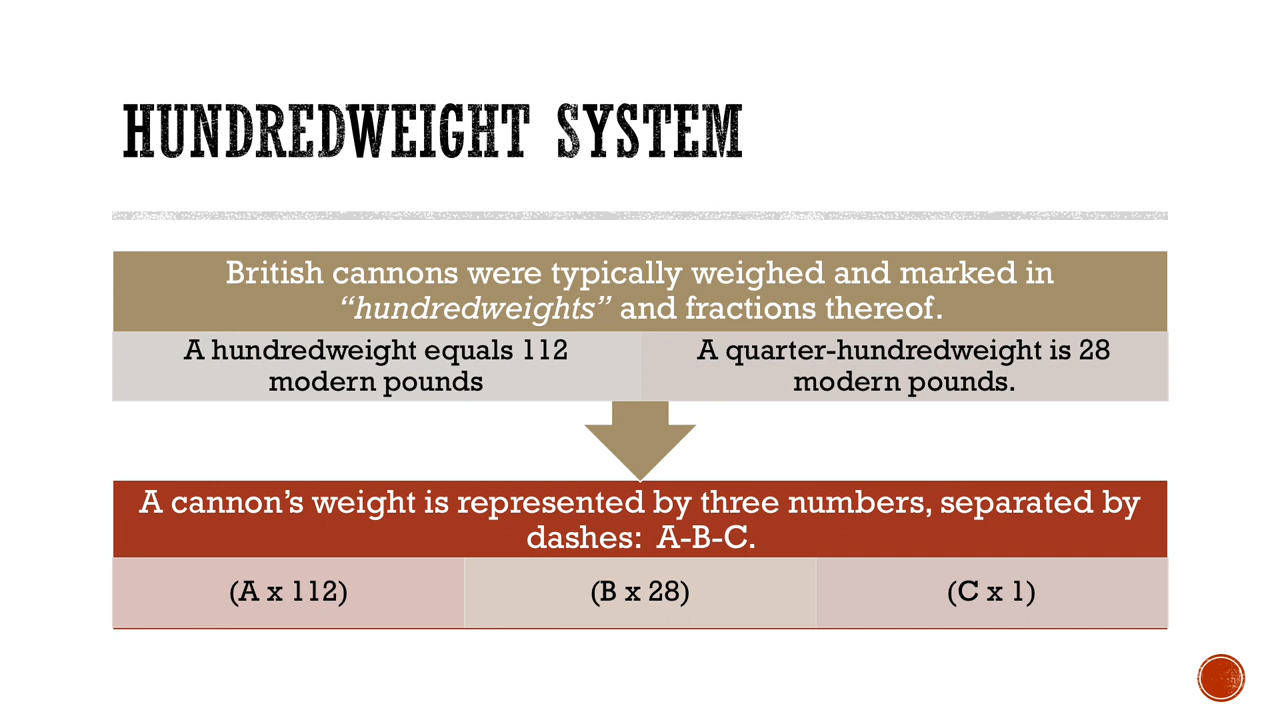 HUNDREDWEIGHT SYSTEM
British cannons were typically weighed and marked in
“hundredweights” and fractions thereof.
A hundredweight equals 112
modern pounds
A quarter-hundredweight is 28
modern pounds.
A cannon’s weight is represented by three numbers, separated by
dashes:  A-B-C.
(A x 112)
(B x 28)
(C x 1)